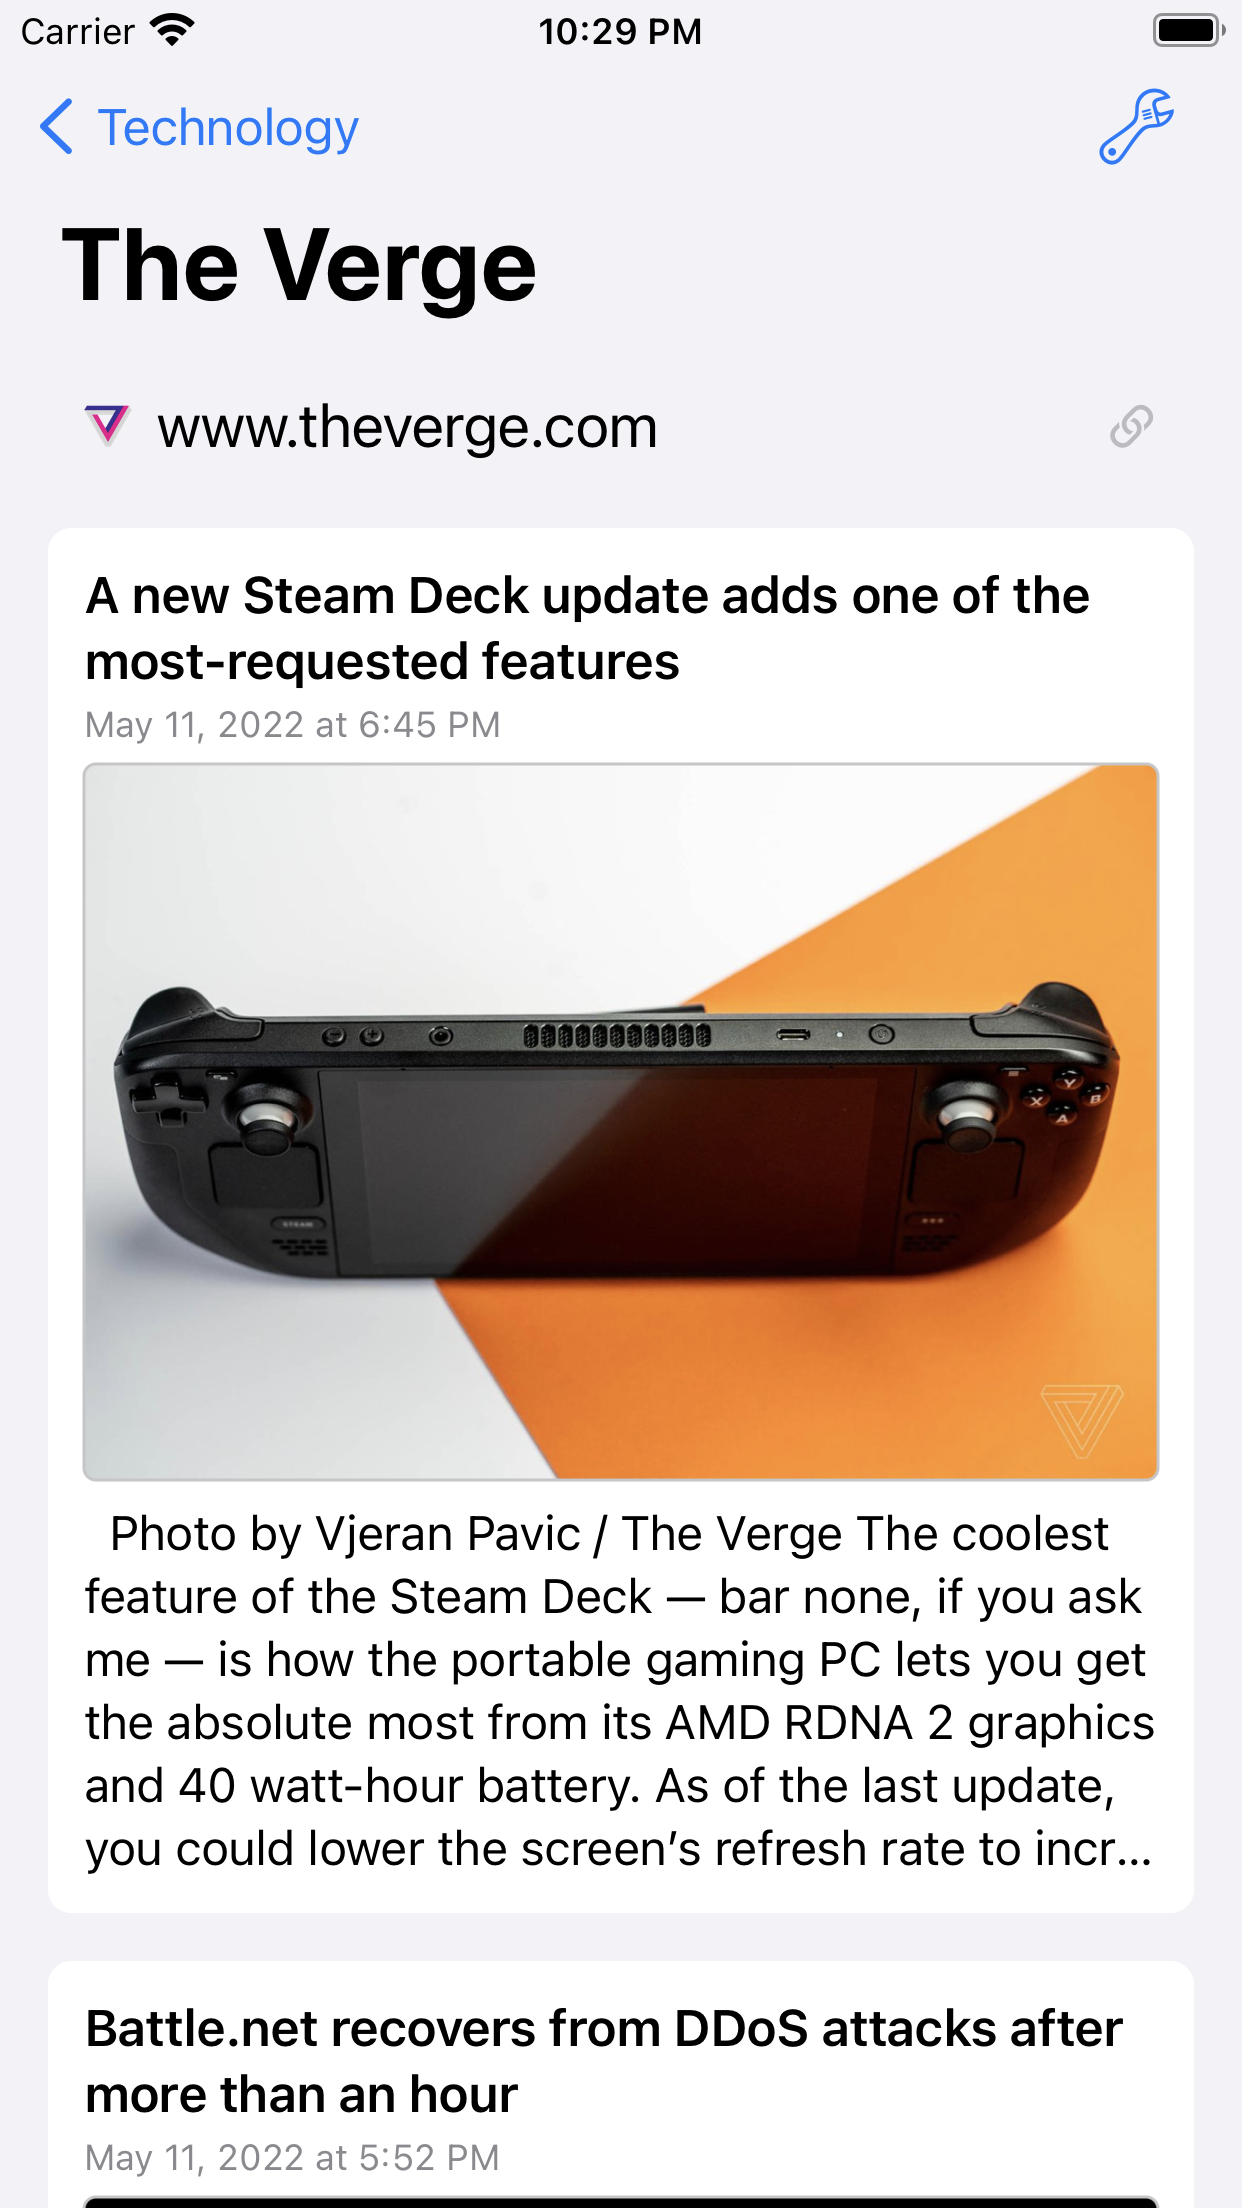 Carrier
10:29 PM
Technology
The Verge
www.theverge.com
A new Steam Deck update adds one of the
most-requested features
May 11, 2022 at 6:45 PM
Y
X B
A
STEAM
Photo by Vjeran Pavic / The Verge The coolest
feature of the Steam Deck — bar none, if you ask
me — is how the portable gaming PC lets you get
the absolute most from its AMD RDNA 2 graphics
and 40 watt-hour battery. As of the last update,
you could lower the screen’s refresh rate to incr...
Battle.net recovers from DDoS attacks after
more than an hour
May 11, 2022 at 5:52 PM